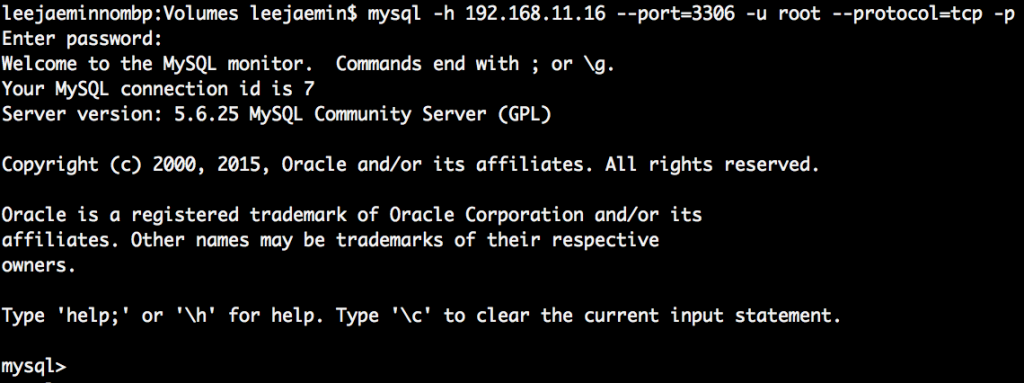 leejaeminnombp:Volumes leejaemin$ mysql -h 192.168.11.16 --port=3306 -u root --protocol=tcp -p
Enter password:
Welcome to the MySQL monitor.  Commands end with ; or \g.
Your MySQL connection id is 7
Server version: 5.6.25 MySQL Community Server (GPL)
Copyright (c) 2000, 2015, Oracle and/or its affiliates. All rights reserved.
Oracle is a registered trademark of Oracle Corporation and/or its
affiliates. Other names may be trademarks of their respective
owners.
Type 'help;' or '\h' for help. Type '\c' to clear the current input statement.
mysql>